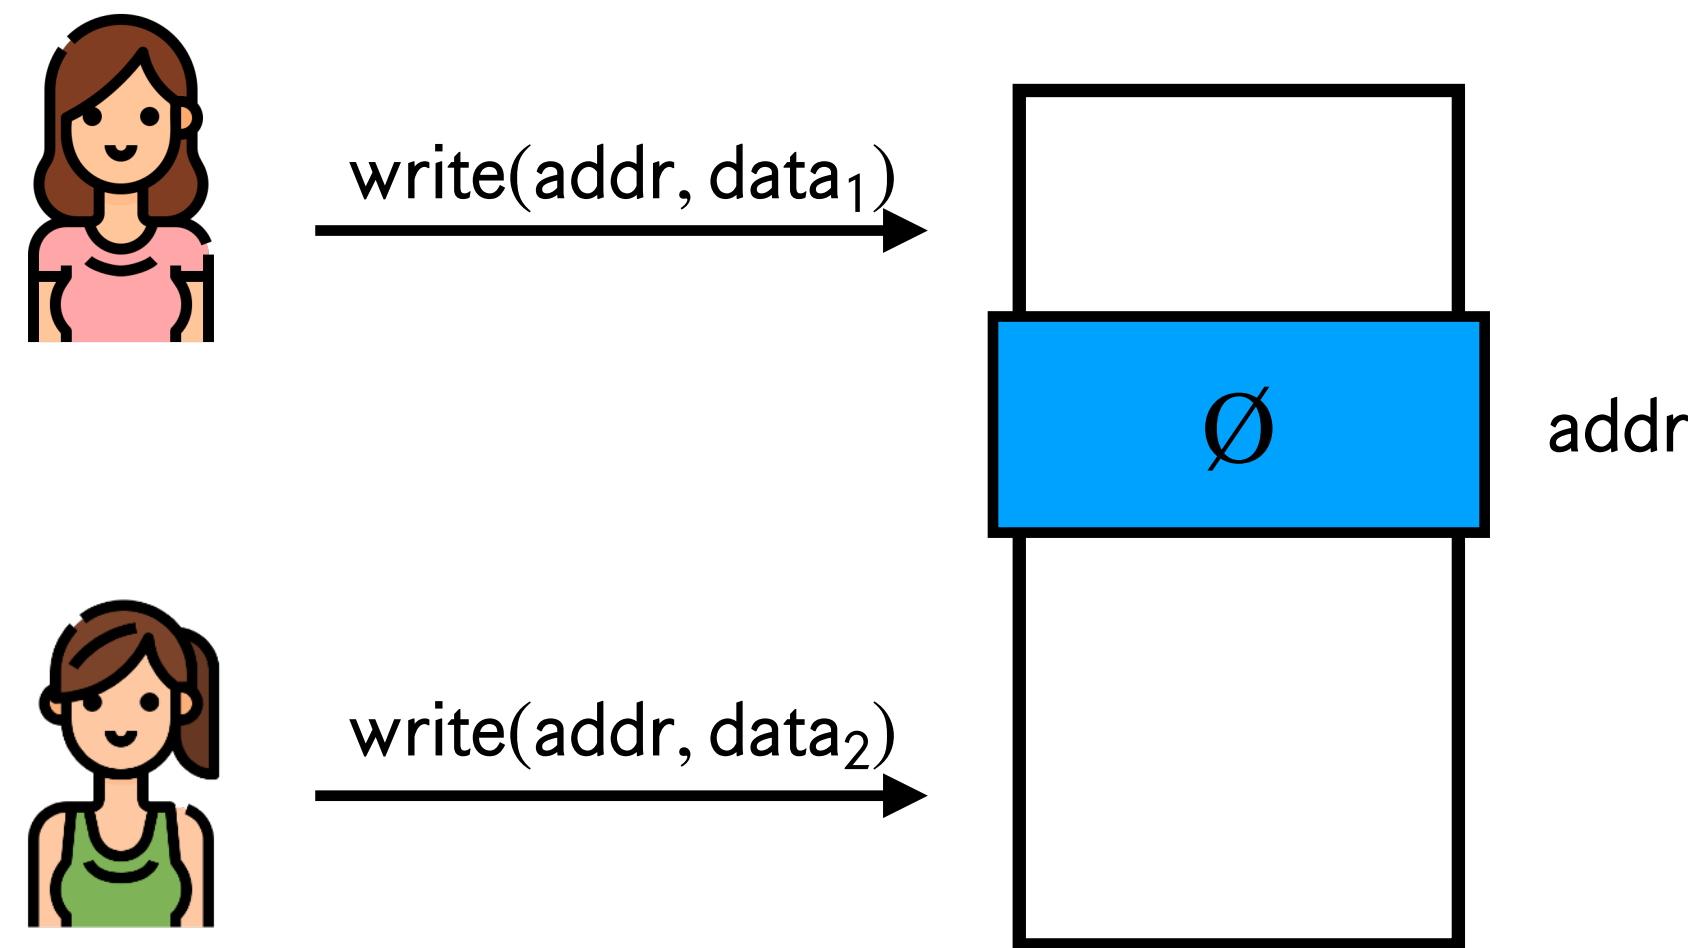 write(addr, data₁)
Ø addr
write(addr, data₂)